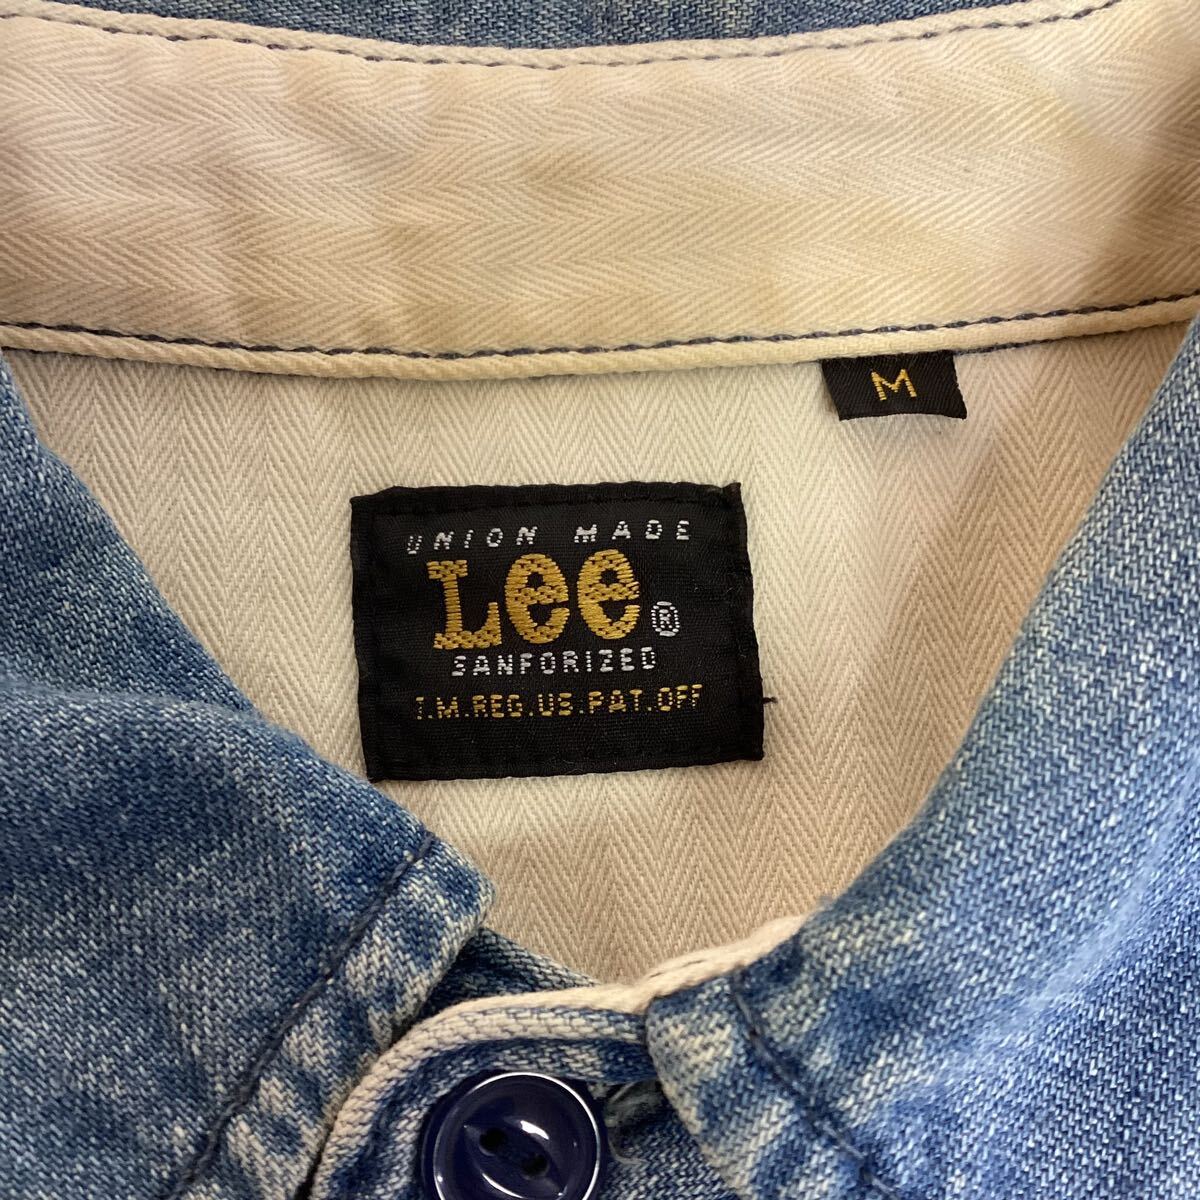 M
UNION MADE
Lee®
SANFORIZED
T.M.REG.US.PAT.OFF